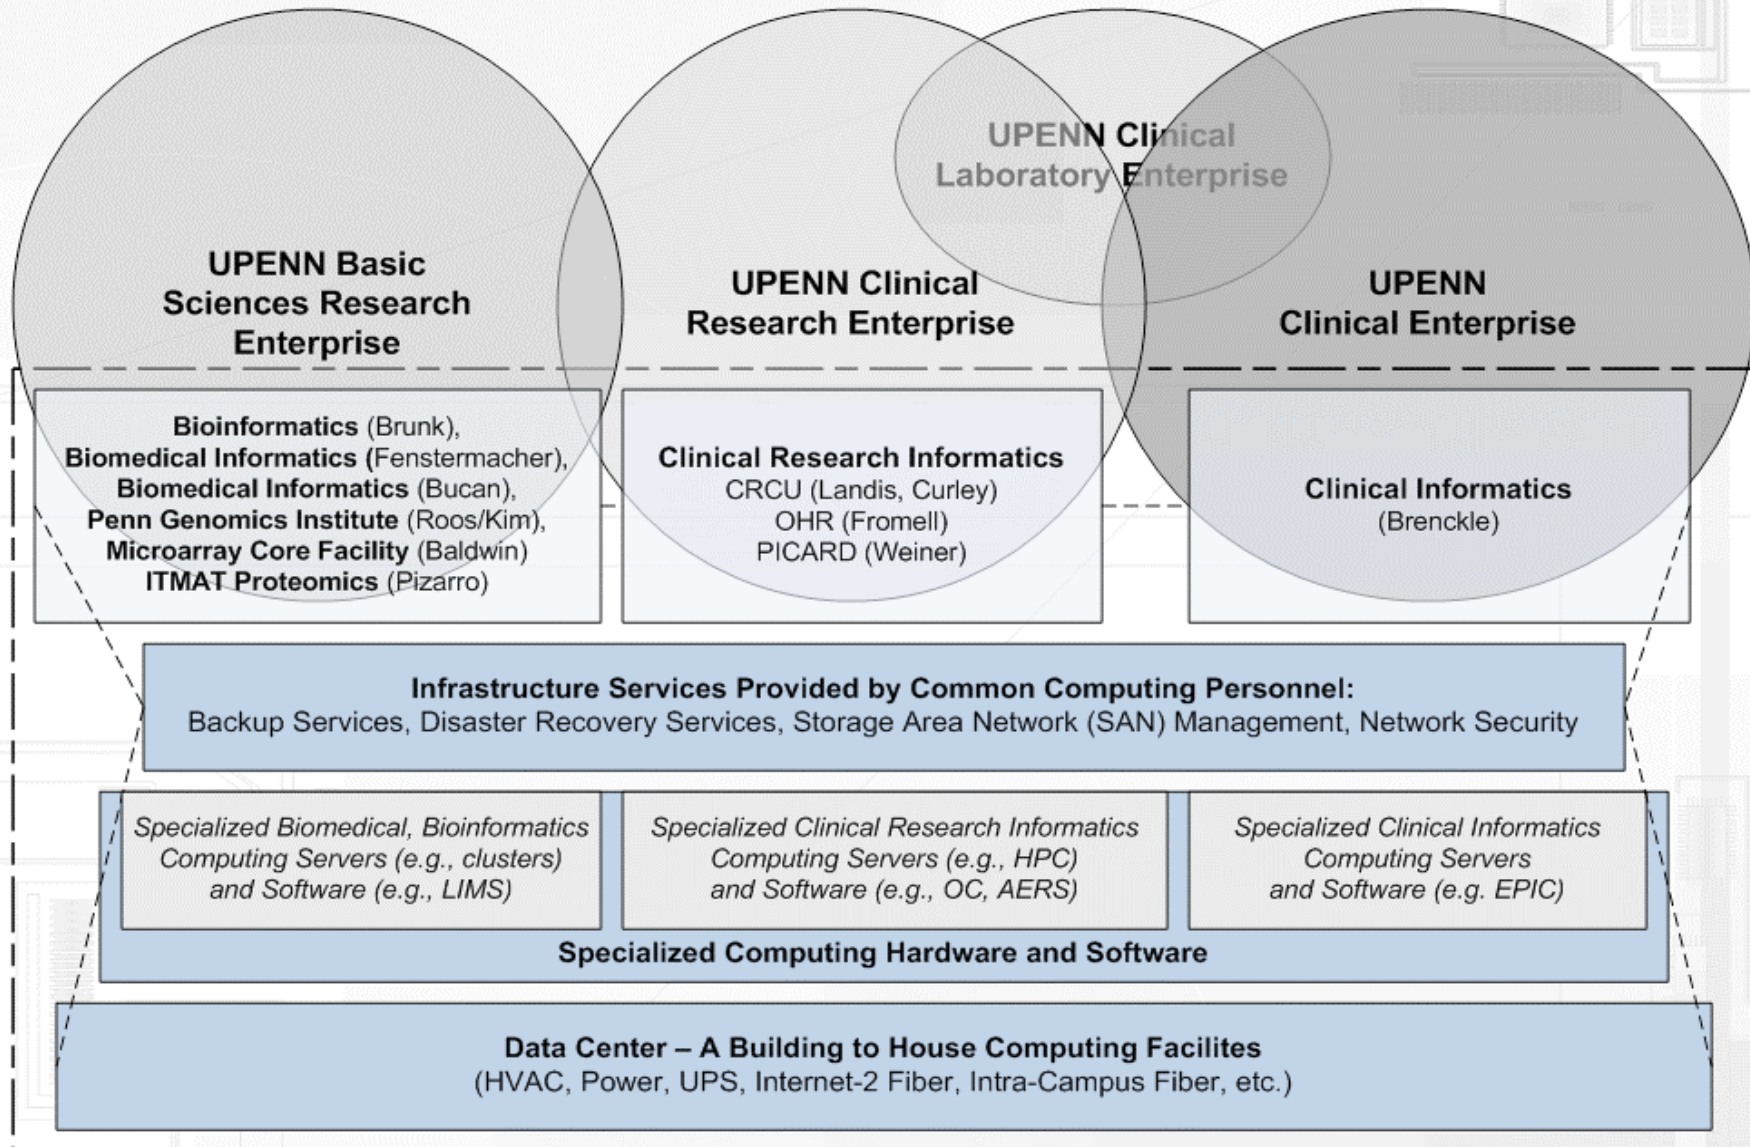 UPENN Clinical
Laboratory Enterprise
UPENN Basic
Sciences Research
Enterprise
UPENN Clinical
Research Enterprise
UPENN
Clinical Enterprise
Bioinformatics (Brunk),
Biomedical Informatics (Fenstermacher),
Biomedical Informatics (Bucan),
Penn Genomics Institute (Roos/Kim),
Microarray Core Facility (Baldwin)
ITMAT Proteomics (Pizarro)
Clinical Research Informatics
CRCU (Landis, Curley)
OHR (Fromell)
PICARD (Weiner)
Clinical Informatics
(Brenckle)
Infrastructure Services Provided by Common Computing Personnel:
Backup Services, Disaster Recovery Services, Storage Area Network (SAN) Management, Network Security
Specialized Biomedical, Bioinformatics
Computing Servers (e.g., clusters)
and Software (e.g., LIMS)
Specialized Clinical Research Informatics
Computing Servers (e.g., HPC)
and Software (e.g., OC, AERS)
Specialized Clinical Informatics
Computing Servers
and Software (e.g. EPIC)
Specialized Computing Hardware and Software
Data Center – A Building to House Computing Facilites
(HVAC, Power, UPS, Internet-2 Fiber, Intra-Campus Fiber, etc.)